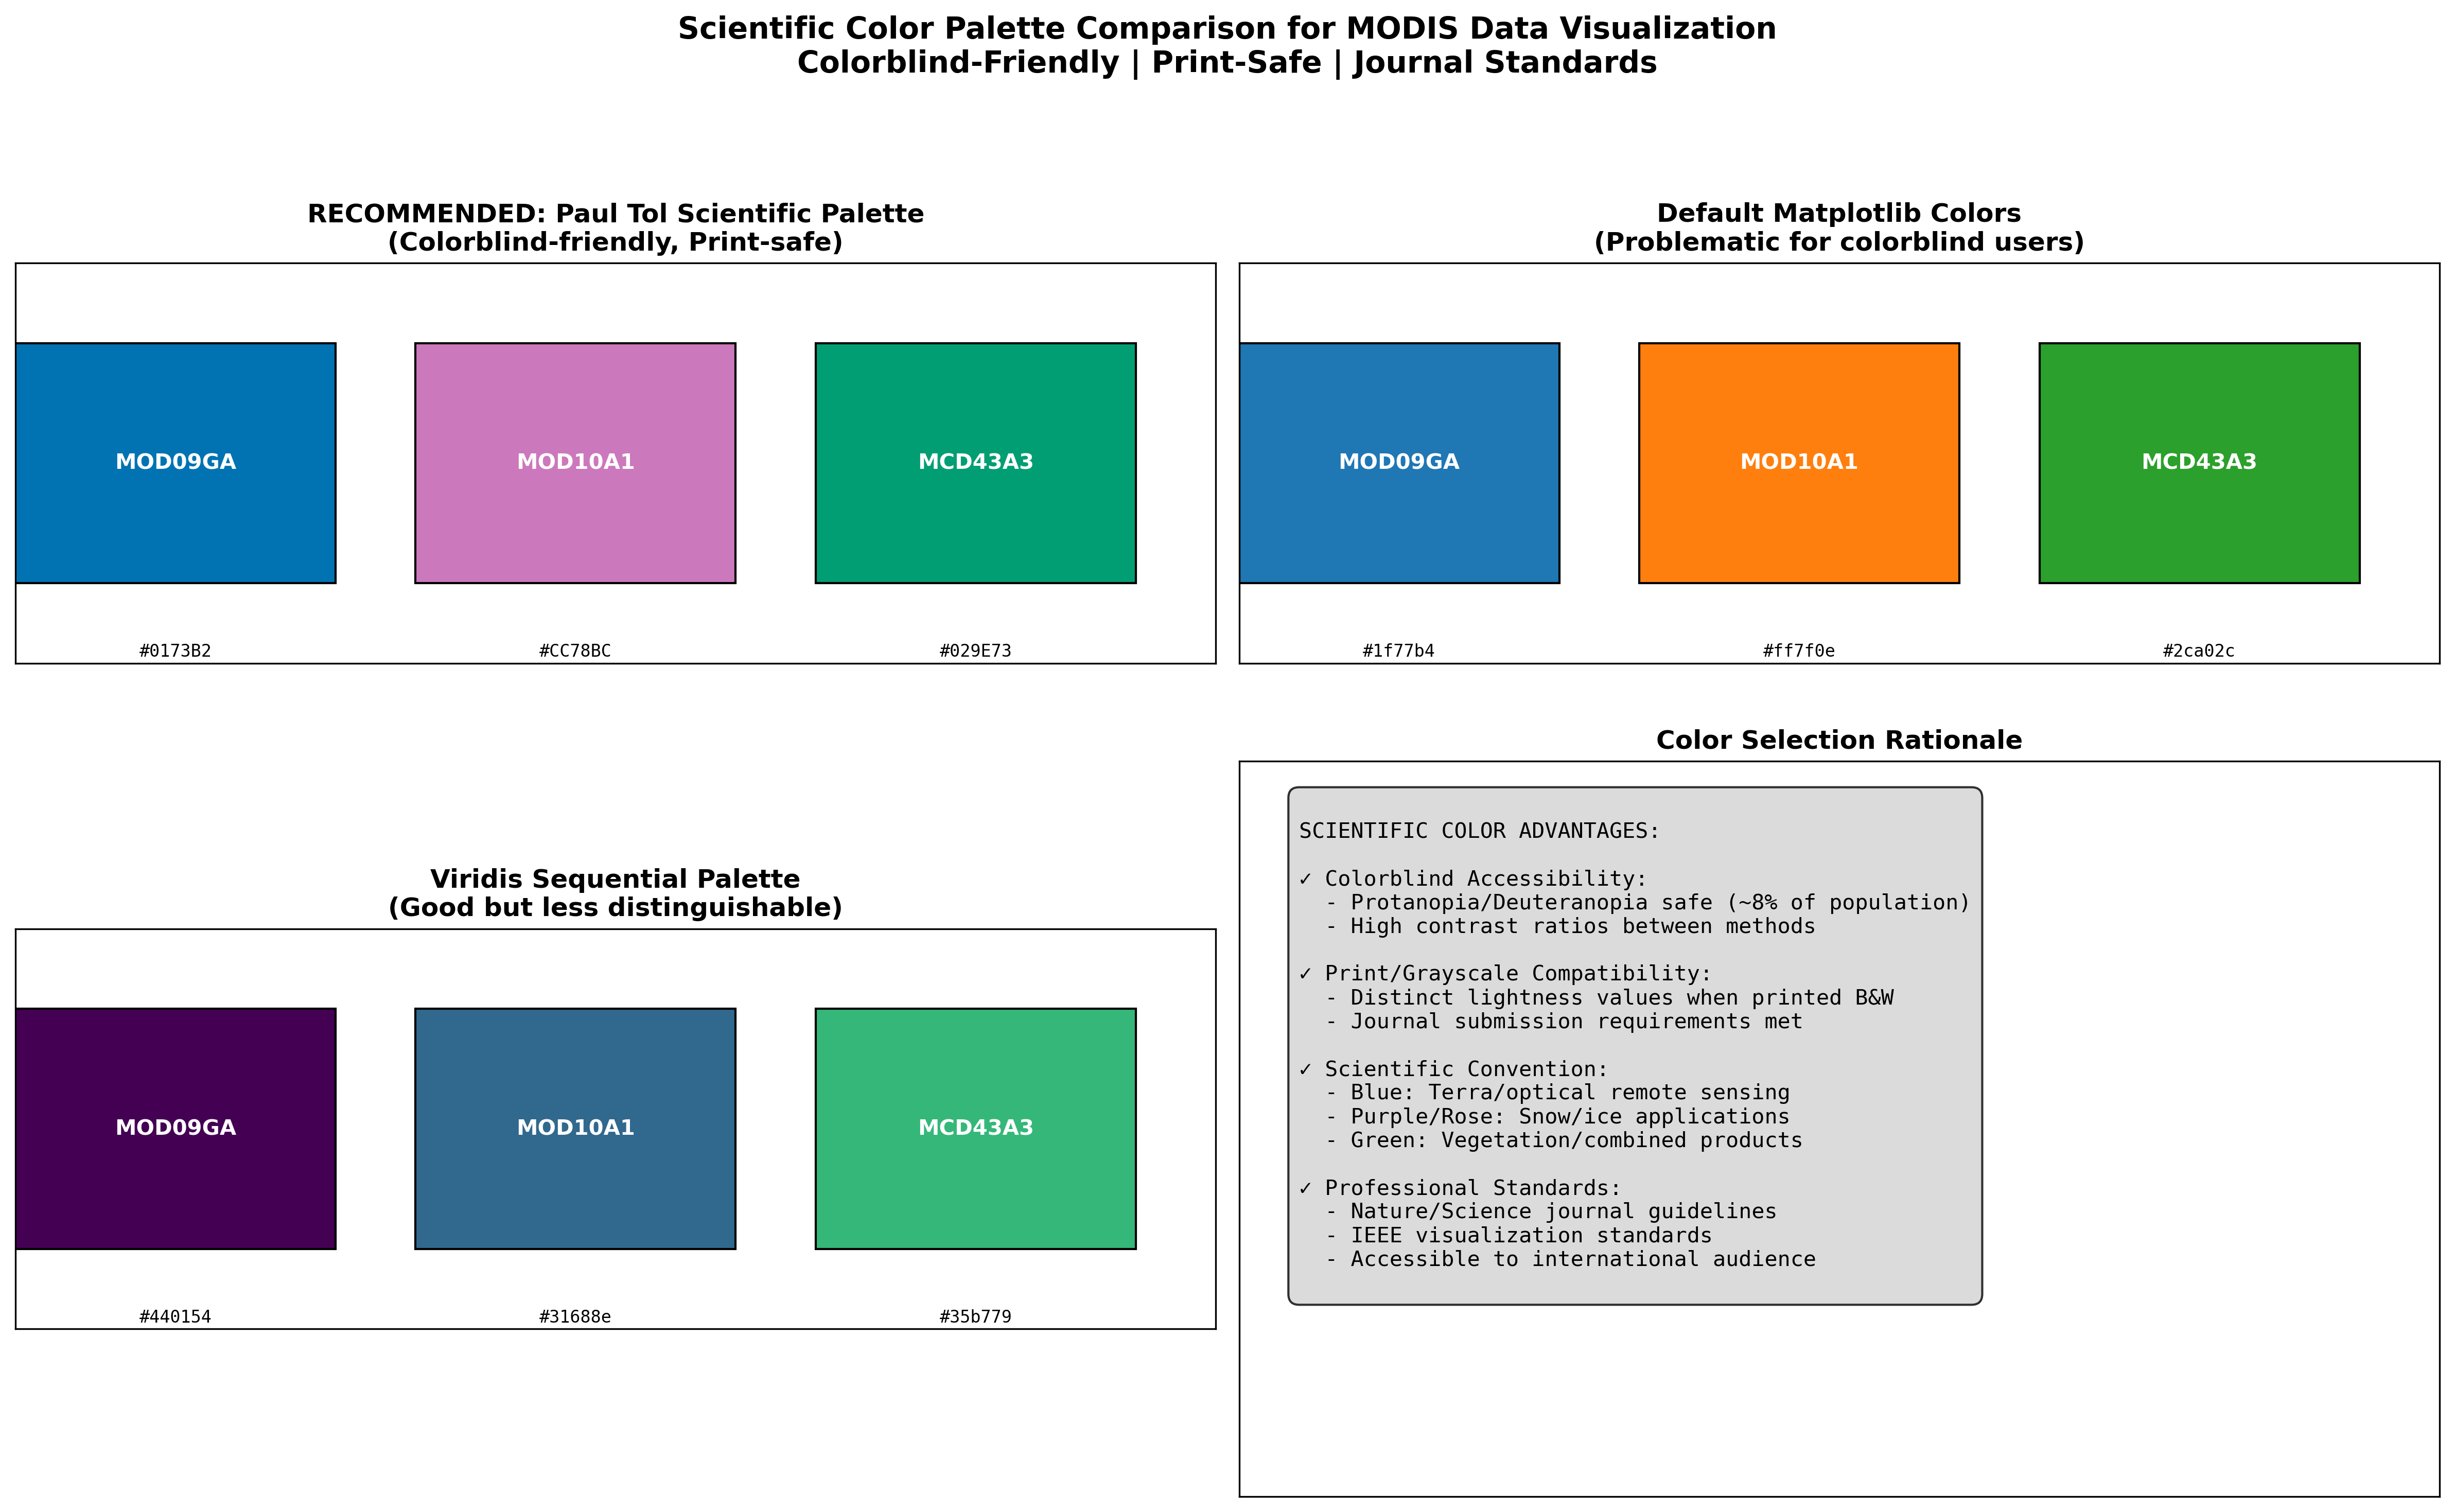 Scientific Color Palette Comparison for MODIS Data Visualization
Colorblind-Friendly | Print-Safe | Journal Standards
RECOMMENDED: Paul Tol Scientific Palette
(Colorblind-friendly, Print-safe)
MOD09GA
MOD10A1
MCD43A3
#0173B2
#CC78BC
#029E73
Default Matplotlib Colors
(Problematic for colorblind users)
MOD09GA
MOD10A1
MCD43A3
#1f77b4
#ff7f0e
#2ca02c
Viridis Sequential Palette
(Good but less distinguishable)
MOD09GA
MOD10A1
MCD43A3
#440154
#31688e
#35b779
Color Selection Rationale
SCIENTIFIC COLOR ADVANTAGES:
✓ Colorblind Accessibility:
- Protanopia/Deuteranopia safe (~8% of population)
- High contrast ratios between methods
✓ Print/Grayscale Compatibility:
- Distinct lightness values when printed B&W
- Journal submission requirements met
✓ Scientific Convention:
- Blue: Terra/optical remote sensing
- Purple/Rose: Snow/ice applications
- Green: Vegetation/combined products
✓ Professional Standards:
- Nature/Science journal guidelines
- IEEE visualization standards
- Accessible to international audience